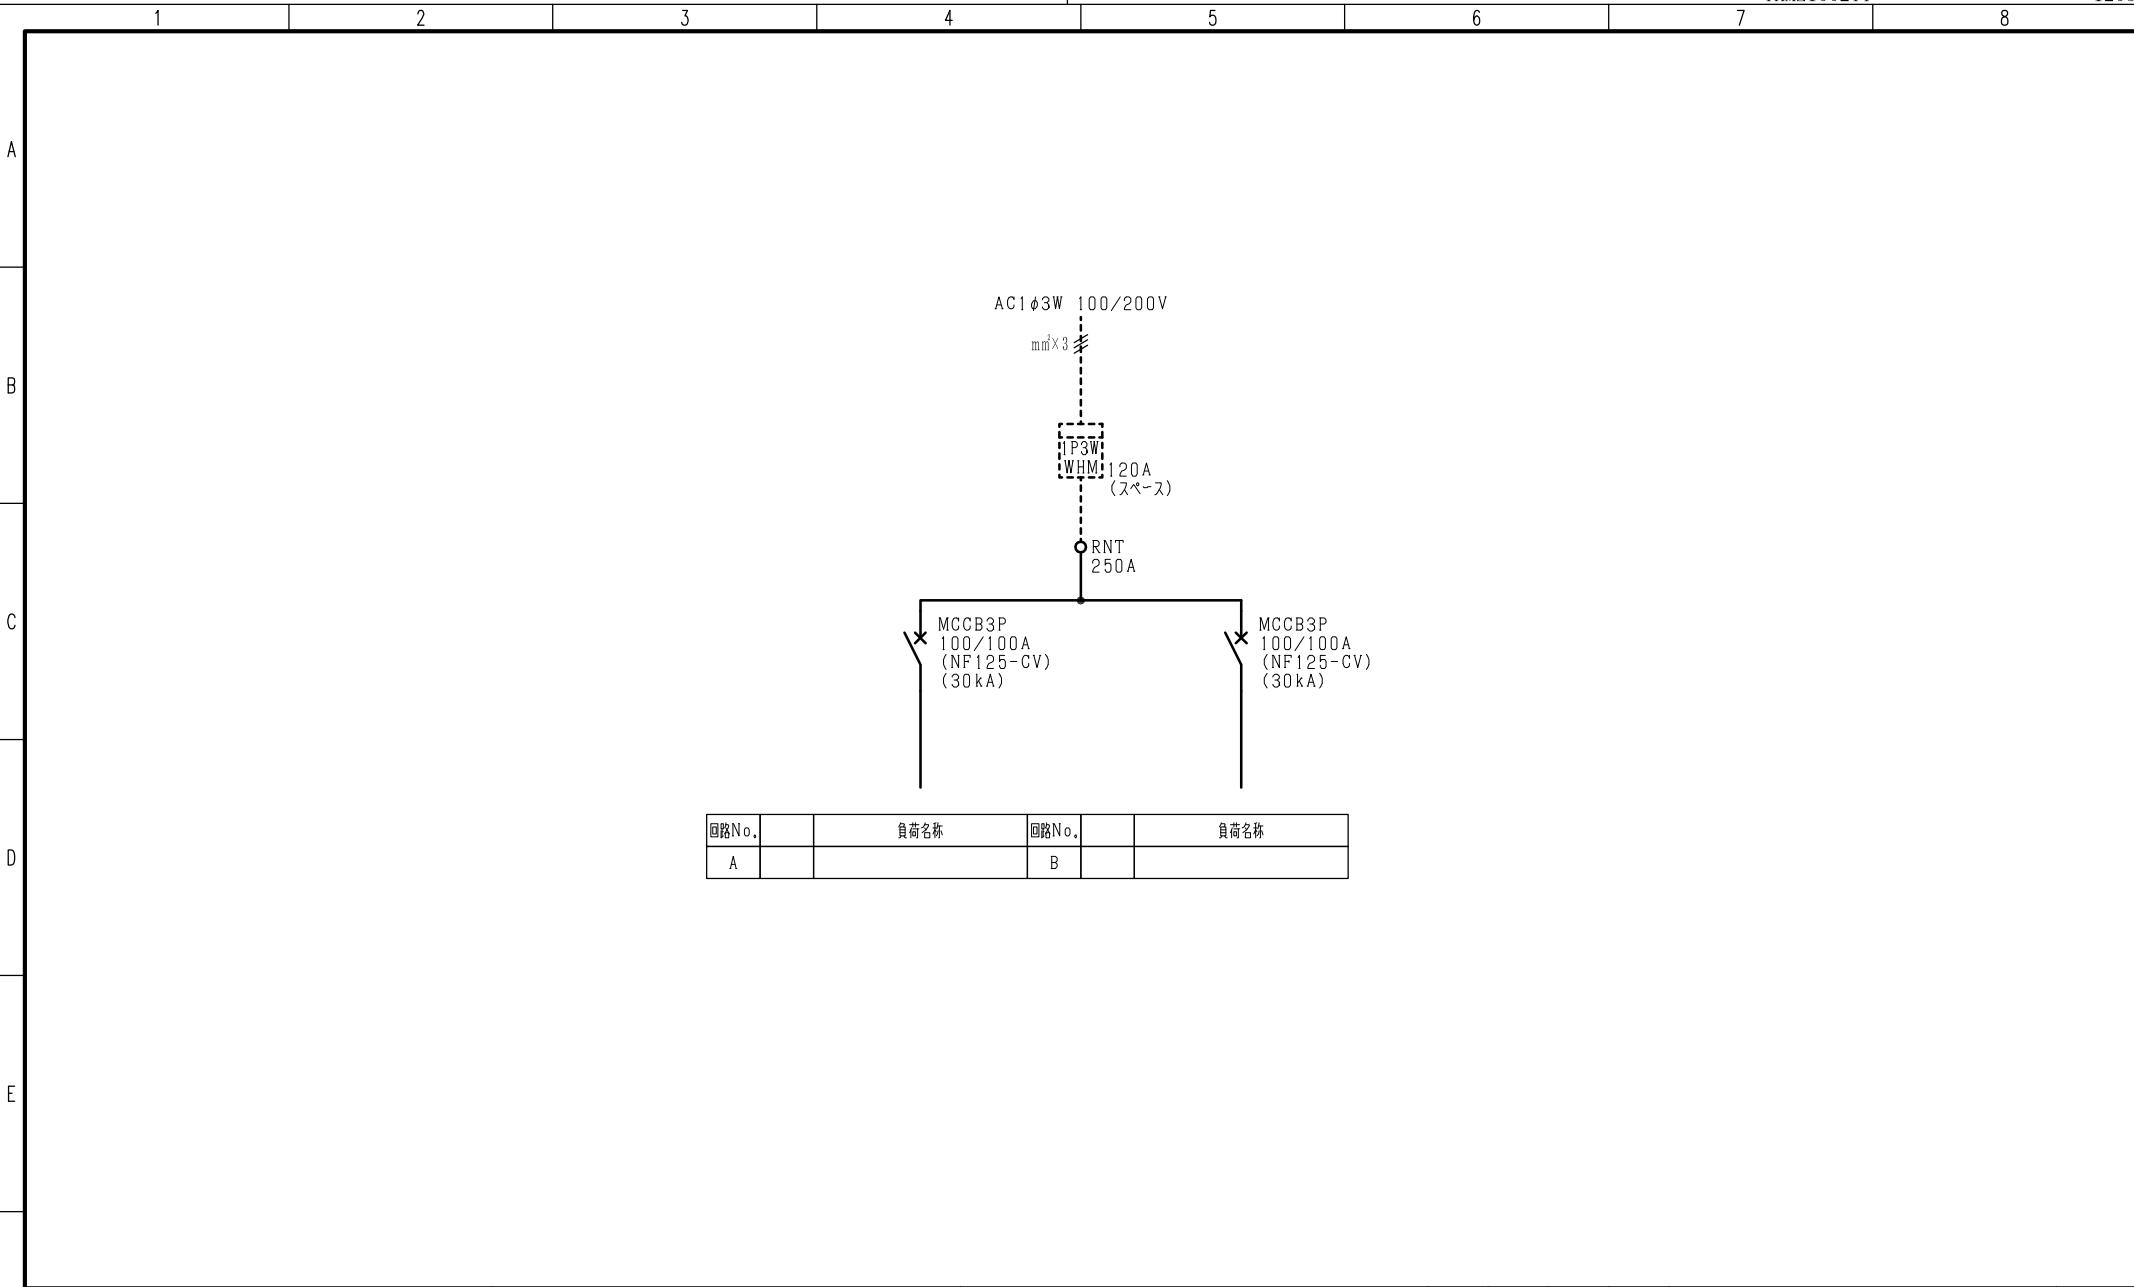 1 2 3 4 5 6 7 8
A
B
C
D
E
AC1φ3W 100/200V
mm²×3
1P3W
WHM
120A
(スペース)
RNT
250A
MCCB3P
100/100A
(NF125-CV)
(30kA)
MCCB3P
100/100A
(NF125-CV)
(30kA)
回路No. 負荷名称 回路No. 負荷名称
A B